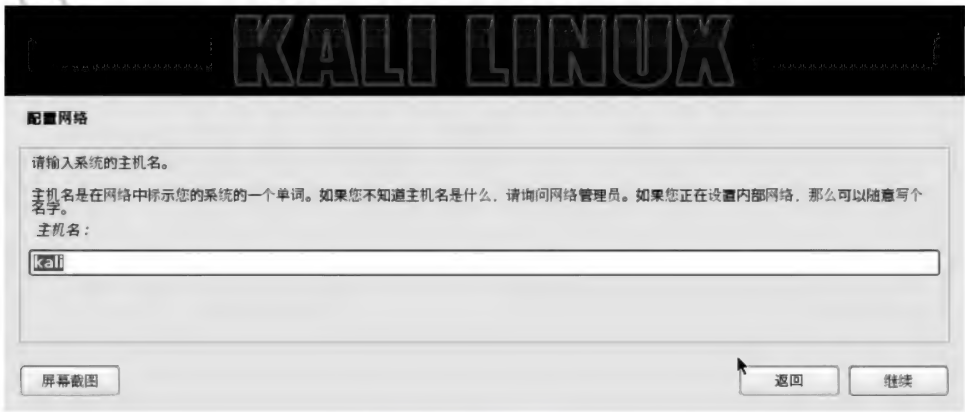 KALI LINUX
配置网络
请输入系统的主机名。
主机名是在网络中标示您的系统的一个单词。如果您不知道主机名是什么，请询问网络管理员。如果您正在设置内部网络，那么可以随意写个
名字。
主机名：
kali
屏幕截图
返回
继续